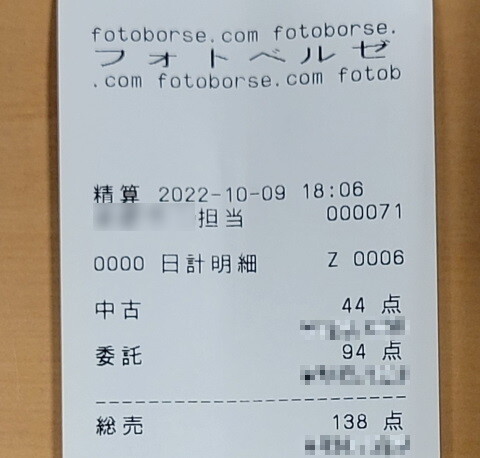 fotoborse.com fotoborse.
フォトベルゼ
.com fotoborse.com fotob
精算 2022-10-09 18:06
担当 000071
0000 日計明細 Z 0006
中古 44 点
委託 94 点
総売 138 点